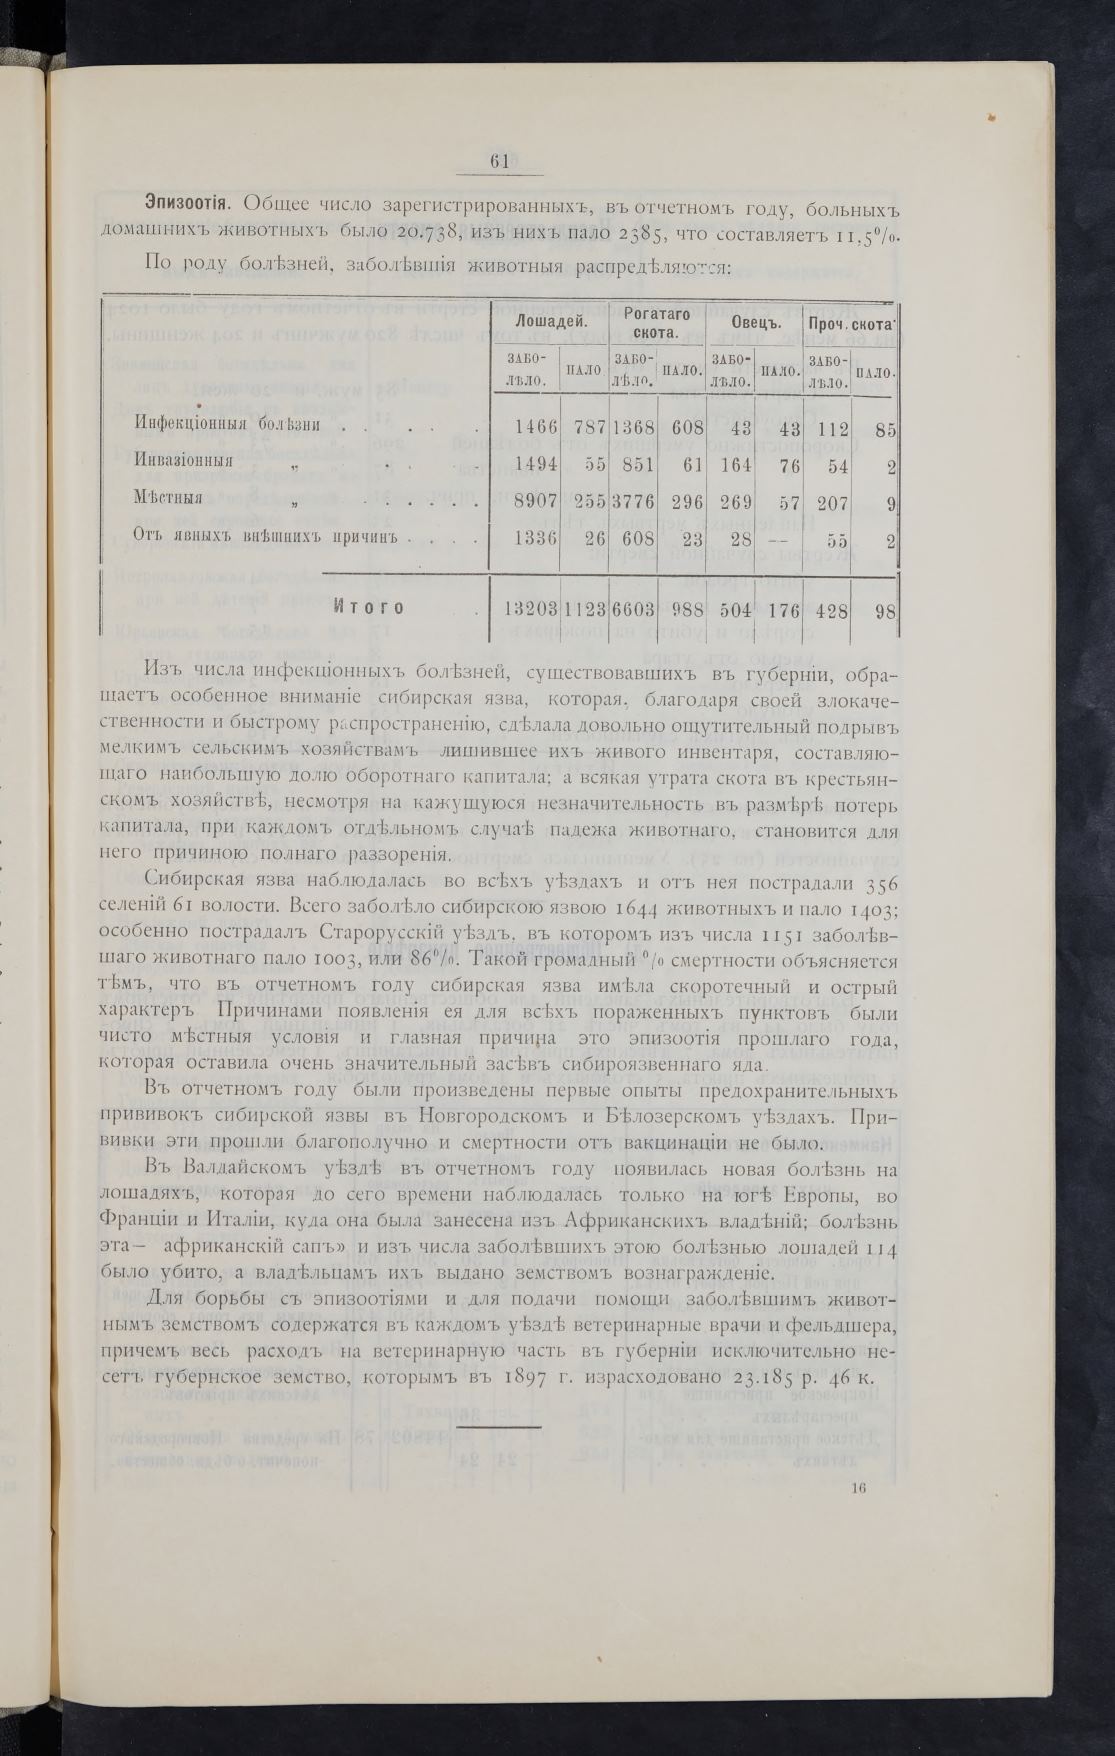 61
Эпизоотія. Общее число зарегистрированныхъ, въ отчетномъ году, больныхъ
домашнихъ животныхъ было 20.738, изъ нихъ пало 2385, что составляетъ 11,5%.
По роду болѣзней, заболѣвшія животныя распредѣляются:
Лошадей. Рогатаго скота. Овецъ. Проч. скота
ЗАБО-ЛѢЛО. ПАЛО ЗАБО-ЛѢЛО. ПАЛО. ЗАБО-ЛѢЛО. ПАЛО. ЗАБО-ЛѢЛО. ПАЛО.
Инфекціонныя болѣзни . . . . . 1466 787 1368 608 43 43 112 85
Инвазіонныя „ . . . 1494 55 851 61 164 76 54 2
Мѣстныя „ . . . . . . 8907 255 3776 296 269 57 207 9
Отъ явныхъ внѣшнихъ причинъ . . . . 1336 26 608 23 28 — 55 2
Итого . 13203 1123 6603 988 504 176 428 98
Изъ числа инфекціонныхъ болѣзней, существовавшихъ въ губерніи, обра-
щаетъ особенное вниманіе сибирская язва, которая, благодаря своей злокаче-
ственности и быстрому распространенію, сдѣлала довольно ощутительный подрывъ
мелкимъ сельскимъ хозяйствамъ лишившее ихъ живого инвентаря, составляю-
щаго наибольшую долю оборотнаго капитала; а всякая утрата скота въ крестьян-
скомъ хозяйствѣ, несмотря на кажущуюся незначительность въ размѣрѣ потерь
капитала, при каждомъ отдѣльномъ случаѣ падежа животнаго, становится для
него причиною полнаго раззоренія.
Сибирская язва наблюдалась во всѣхъ уѣздахъ и отъ нея пострадали 356
селеній 61 волости. Всего заболѣло сибирскою язвою 1644 животныхъ и пало 1403;
особенно пострадалъ Старорусскій уѣздъ, въ которомъ изъ числа 1151 заболѣв-
шаго животнаго пало 1003, или 86%. Такой громадный % смертности объясняется
тѣмъ, что въ отчетномъ году сибирская язва имѣла скоротечный и острый
характеръ Причинами появленія ея для всѣхъ пораженныхъ пунктовъ были
чисто мѣстныя условія и главная причина это эпизоотія прошлаго года,
которая оставила очень значительный засѣвъ сибироязвеннаго яда.
Въ отчетномъ году были произведены первые опыты предохранительныхъ
прививокъ сибирской язвы въ Новгородскомъ и Бѣлозерскомъ уѣздахъ. При-
вивки эти прошли благополучно и смертности отъ вакцинаціи не было.
Въ Валдайскомъ уѣздѣ въ отчетномъ году появилась новая болѣзнь на
лошадяхъ, которая до сего времени наблюдалась только на югѣ Европы, во
Франціи и Италіи, куда она была занесена изъ Африканскихъ владѣній; болѣзнь
эта— африканскій сапъ» и изъ числа заболѣвшихъ этою болѣзнью лошадей 114
было убито, а владѣльцамъ ихъ выдано земствомъ вознагражденіе.
Для борьбы съ эпизоотіями и для подачи помощи заболѣвшимъ живот-
нымъ земствомъ содержатся въ каждомъ уѣздѣ ветеринарные врачи и фельдшера,
причемъ весь расходъ на ветеринарную часть въ губерніи исключительно не-
сетъ губернское земство, которымъ въ 1897 г. израсходовано 23.185 р. 46 к.
16